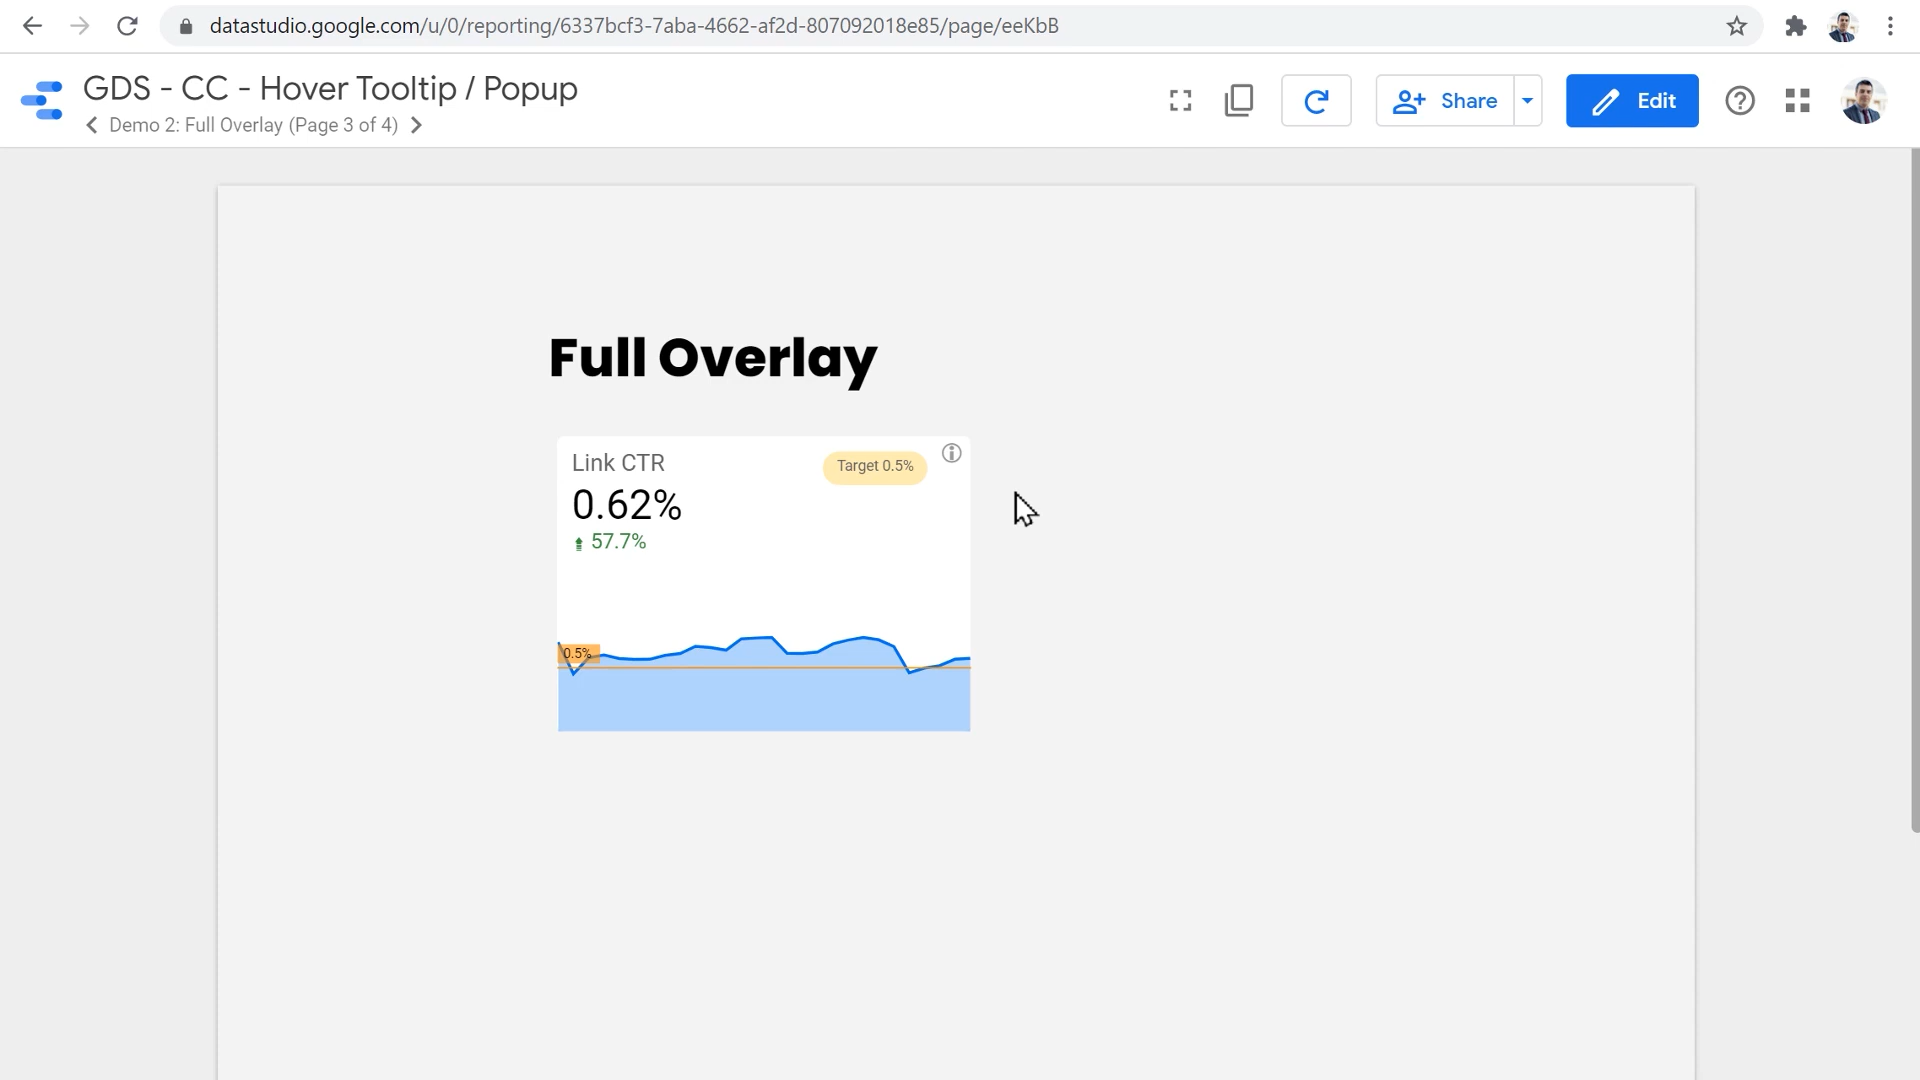 datastudio.google.com/u/0/reporting/6337bcf3-7aba-4662-af2d-807092018e85/page/eeKbB
GDS - CC - Hover Tooltip / Popup
Demo 2: Full Overlay (Page 3 of 4)
Share
Edit
Full Overlay
Link CTR
Target 0.5%
0.62%
57.7%
0.5%